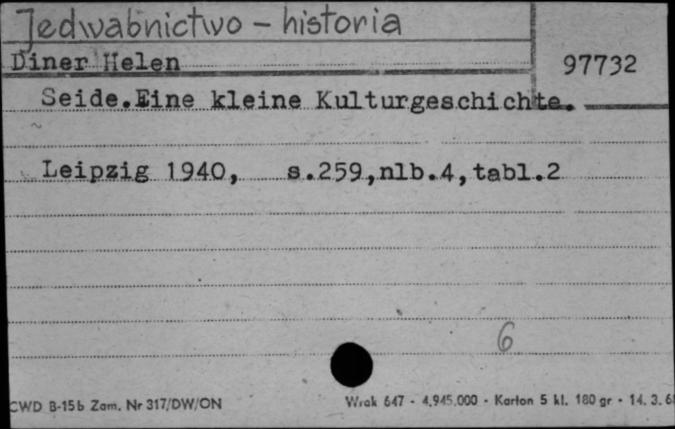 Jedwabnictwo – historia
Diner Helen
97732
Seide.Eine kleine Kulturgeschichte.
Leipzig 1940, s.259,nlb.4,tabl.2
6
CWD B-15b Zam. Nr 317/DW/ON
Wrak 647 - 4.945.000 - Karton 5 kl. 180 gr - 14. 3. 6